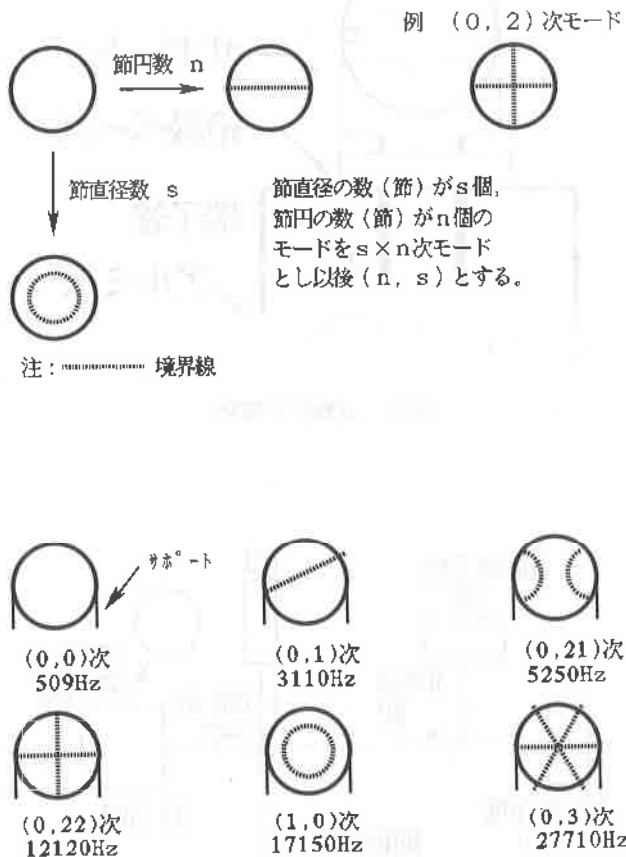 例 (0,2)次モード
節円数 n
節直径数 s
節直径の数(節)がs個,
節円の数(節)がn個の
モードをs×n次モード
とし以後(n,s)とする。
注: 境界線
サポート
(0,0)次
509Hz
(0,1)次
3110Hz
(0,21)次
5250Hz
(0,22)次
12120Hz
(1,0)次
17150Hz
(0,3)次
27710Hz